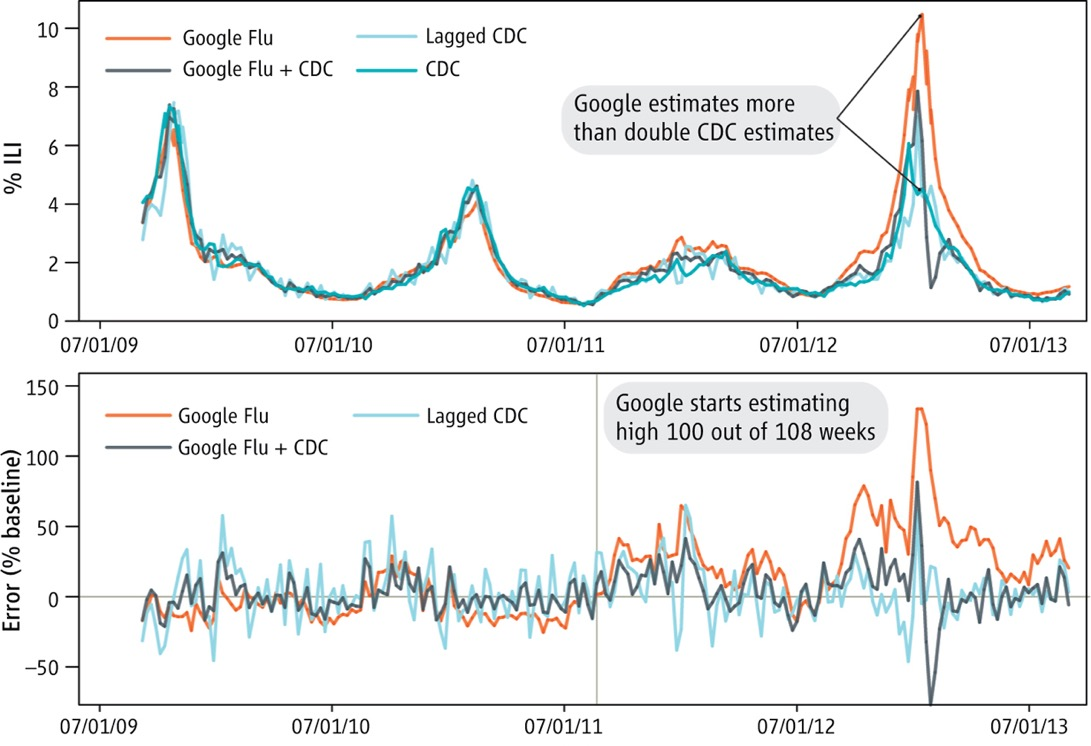 % ILI
10
8
6
4
2
0
Google Flu
Lagged CDC
Google Flu + CDC
CDC
Google estimates more
than double CDC estimates
07/01/09
07/01/10
07/01/11
07/01/12
07/01/13
Error (% baseline)
150
100
50
0
–50
Google Flu
Lagged CDC
Google Flu + CDC
Google starts estimating
high 100 out of 108 weeks
07/01/09
07/01/10
07/01/11
07/01/12
07/01/13